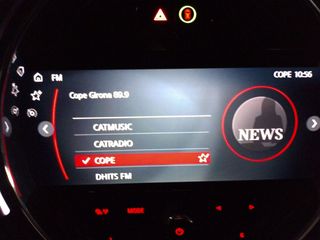 FM
COPE 10:56
Cope Girona 89.9
CATMUSIC
CATRADIO
COPE
DHITS FM
NEWS